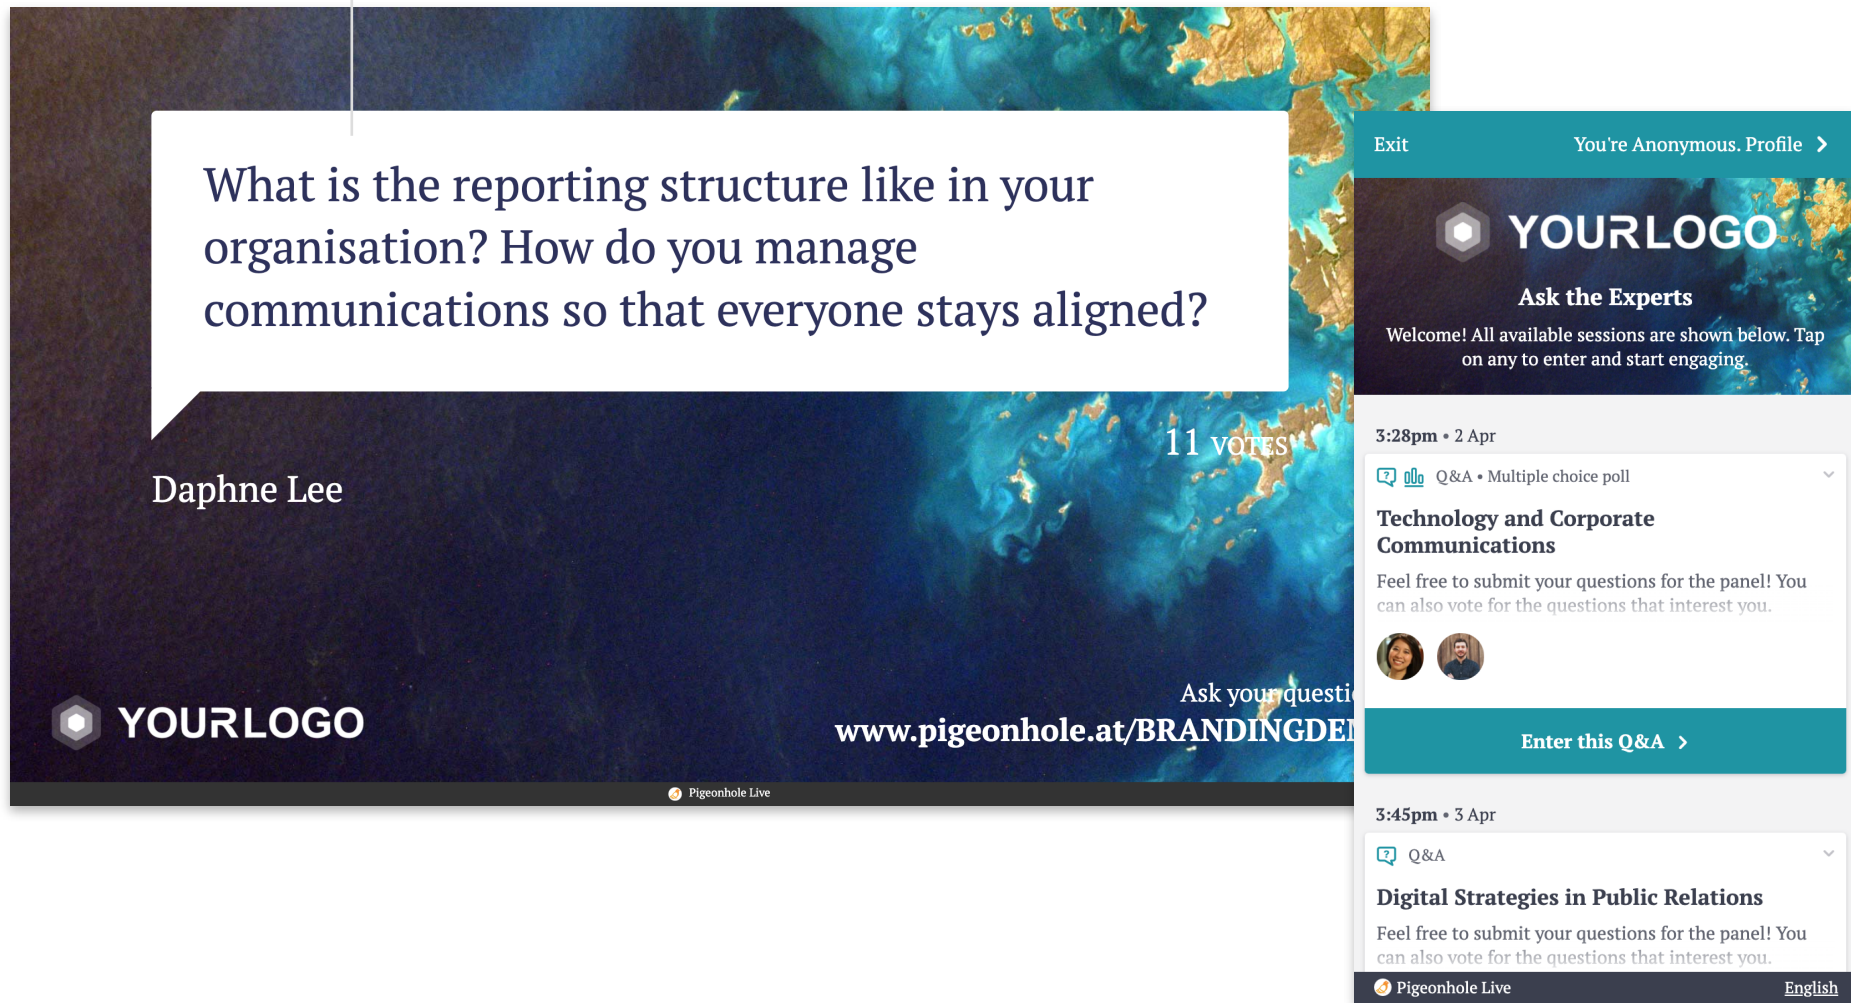 What is the reporting structure like in your
organisation? How do you manage
communications so that everyone stays aligned?
11 VOTES
Daphne Lee
YOURLOGO
Ask your questi
www.pigeonhole.at/BRANDINGDE
Pigeonhole Live
Exit
You're Anonymous. Profile
YOURLOGO
Ask the Experts
Welcome! All available sessions are shown below. Tap
on any to enter and start engaging.
3:28pm • 2 Apr
Q&A • Multiple choice poll
Technology and Corporate
Communications
Feel free to submit your questions for the panel! You
can also vote for the questions that interest you.
Enter this Q&A
3:45pm • 3 Apr
Q&A
Digital Strategies in Public Relations
Feel free to submit your questions for the panel! You
can also vote for the questions that interest you.
Pigeonhole Live
English